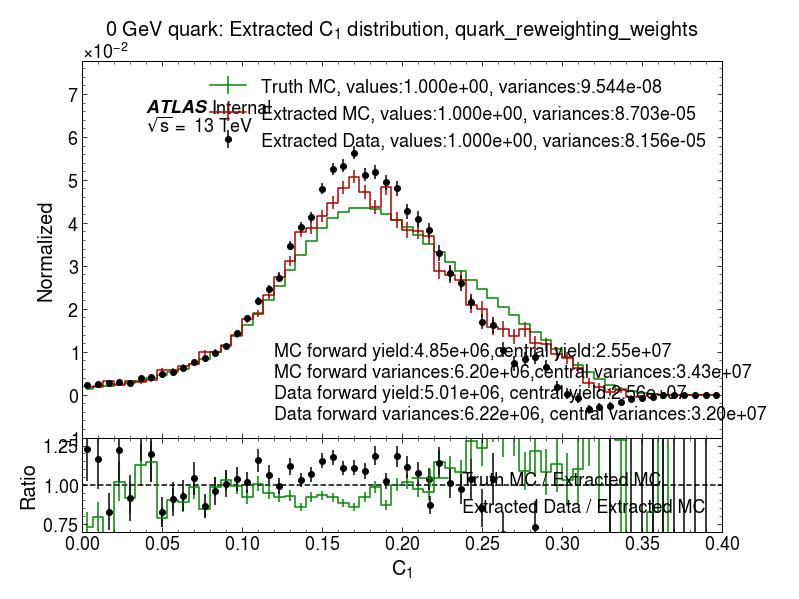 0 GeV quark: Extracted C₁ distribution, quark_reweighting_weights
×10⁻²
Truth MC, values:1.000e+00, variances:9.544e-08
ATLAS Internal
Extracted MC, values:1.000e+00, variances:8.703e-05
√s = 13 TeV
Extracted Data, values:1.000e+00, variances:8.156e-05
7
6
5
4
3
2
1
0
Normalized
MC forward yield:4.85e+06,central yield:2.55e+07
MC forward variances:6.20e+06,central variances:3.43e+07
Data forward yield:5.01e+06, central yield:2.56e+07
Data forward variances:6.22e+06, central variances:3.20e+07
1.25
1.00
0.75
Ratio
Truth MC / Extracted MC
Extracted Data / Extracted MC
0.00 0.05 0.10 0.15 0.20 0.25 0.30 0.35 0.40
C₁